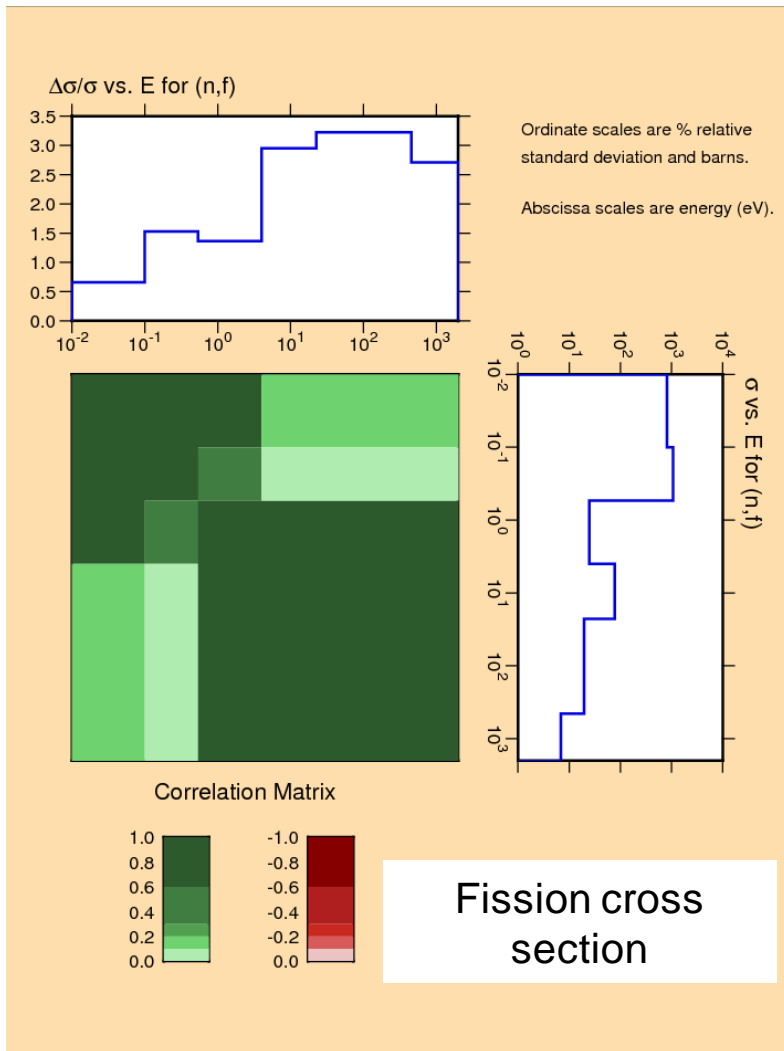 Δσ/σ vs. E for (n,f)
3.5
3.0
2.5
2.0
1.5
1.0
0.5
0.0
10⁻² 10⁻¹ 10⁰ 10¹ 10² 10³
Ordinate scales are % relative
standard deviation and barns.
Abscissa scales are energy (eV).
10⁰ 10¹ 10² 10³ 10⁴
σ vs. E for (n,f)
10⁻² 10⁻¹ 10⁰ 10¹ 10² 10³
Correlation Matrix
1.0
0.8
0.6
0.4
0.2
0.0
-1.0
-0.8
-0.6
-0.4
-0.2
0.0
Fission cross
section